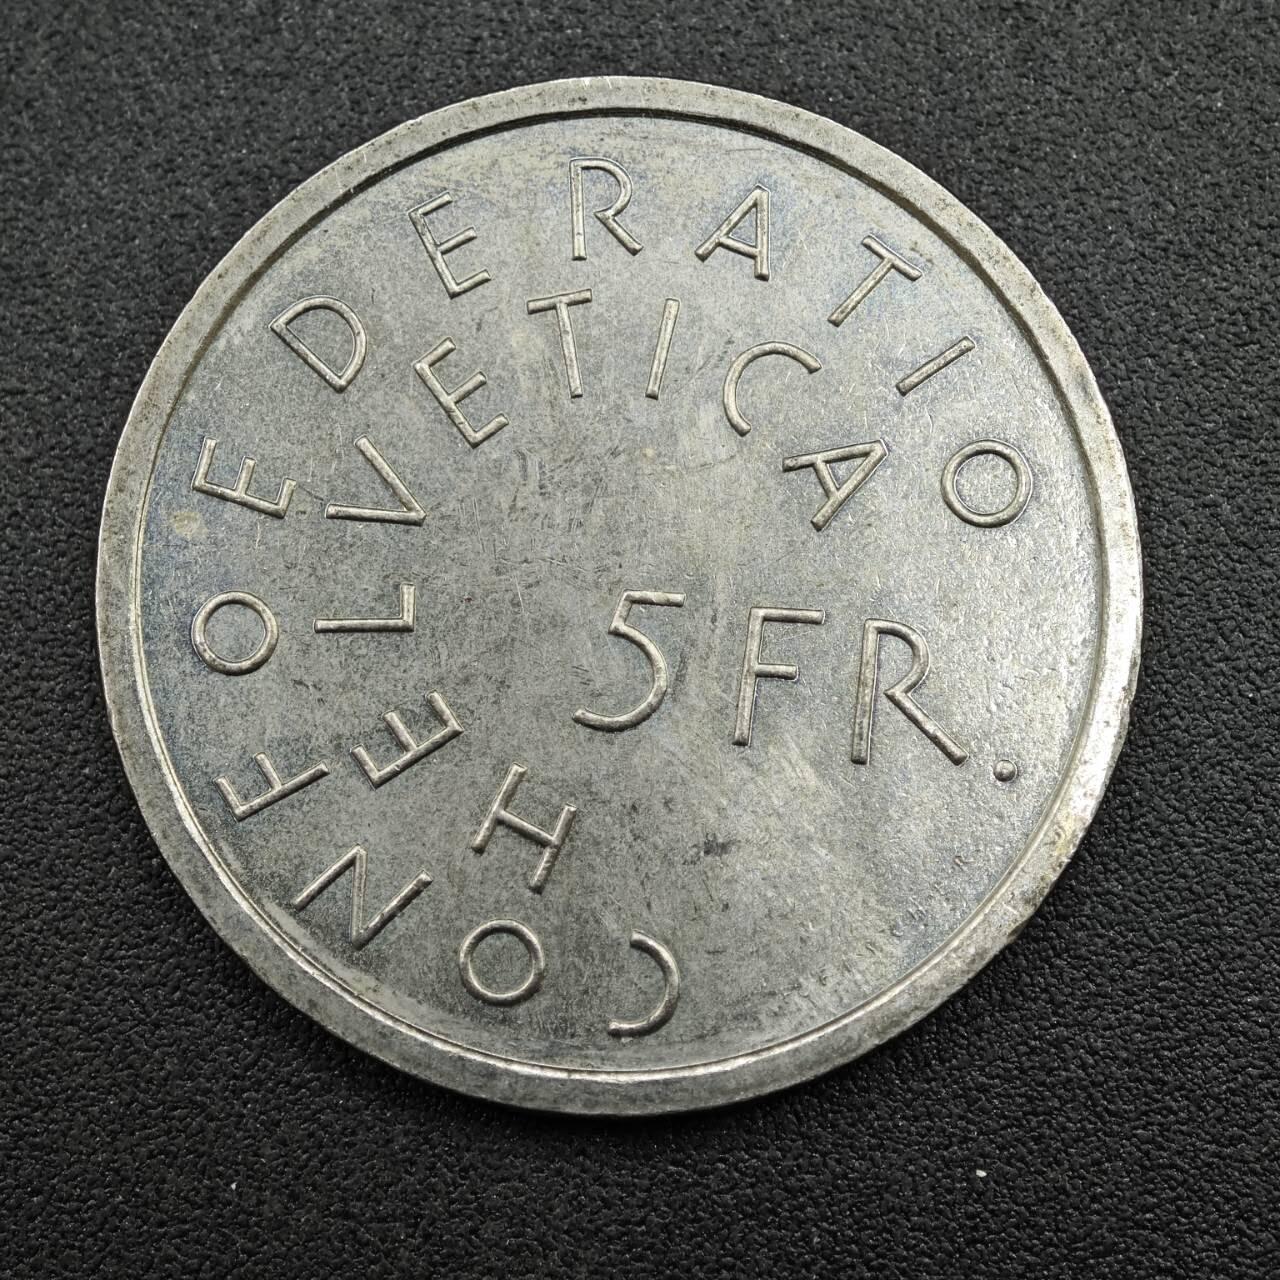 CONFOEDERATIO
HELVETICA
5 FR.